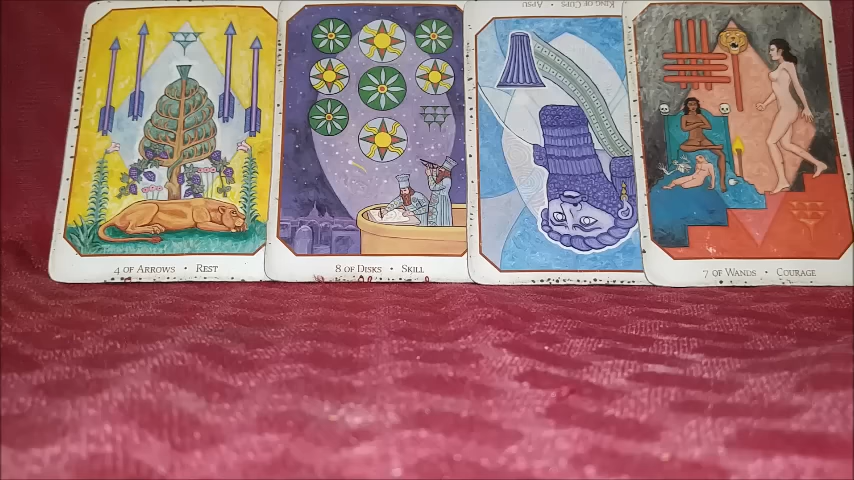 4 of Arrows • Rest
8 of Disks • Skill
King of Cups • Apsu
7 of Wands • Courage